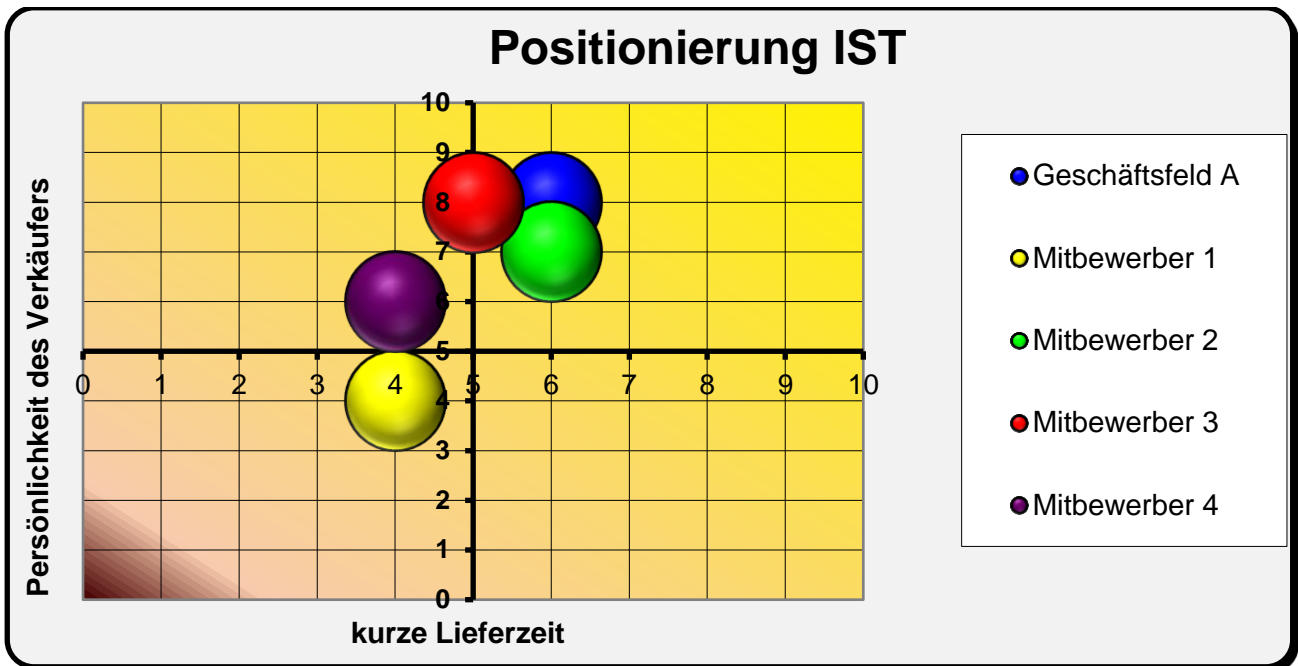 Positionierung IST
Persönlichkeit des Verkäufers
10
9
8
7
6
5
4
3
2
1
0
0 1 2 3 4 5 6 7 8 9 10
kurze Lieferzeit
Geschäftsfeld A
Mitbewerber 1
Mitbewerber 2
Mitbewerber 3
Mitbewerber 4